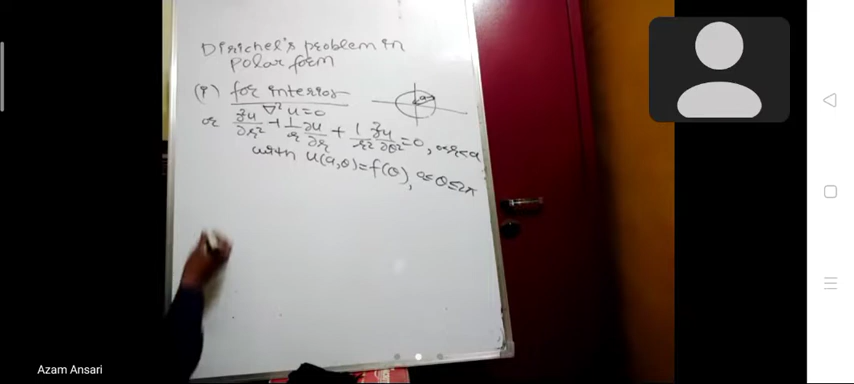 Dirichel's problem in
polar form
(i) for interior
∇²u=0
or ∂²u/∂r² + 1/r ∂u/∂r + 1/r² ∂²u/∂θ² = 0, 0≤r<a
with u(a,θ)=f(θ), 0≤θ≤2π
a
Azam Ansari